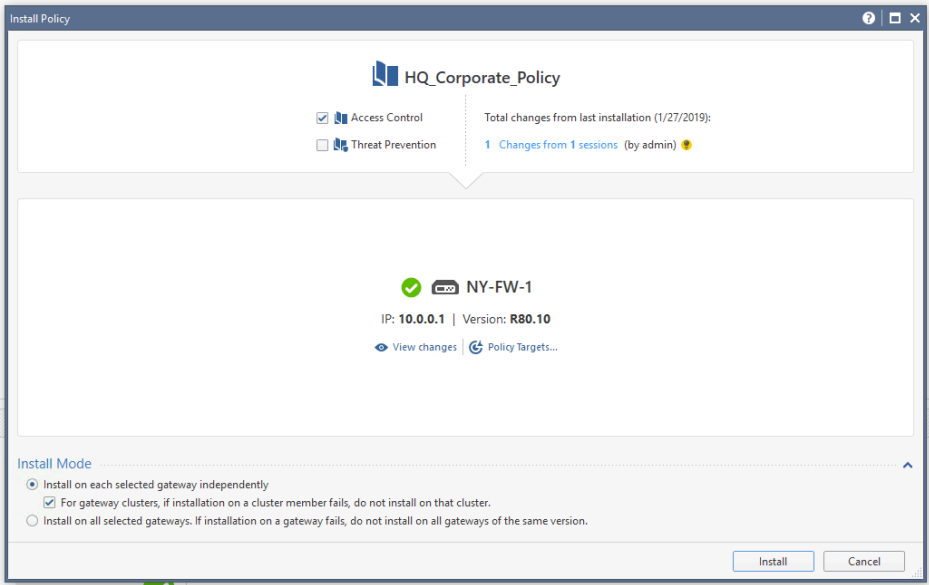 Install Policy
HQ_Corporate_Policy
Access Control
Total changes from last installation (1/27/2019):
Threat Prevention
1 Changes from 1 sessions (by admin)
NY-FW-1
IP: 10.0.0.1 | Version: R80.10
View changes
Policy Targets...
Install Mode
Install on each selected gateway independently
For gateway clusters, if installation on a cluster member fails, do not install on that cluster.
Install on all selected gateways. If installation on a gateway fails, do not install on all gateways of the same version.
Install
Cancel